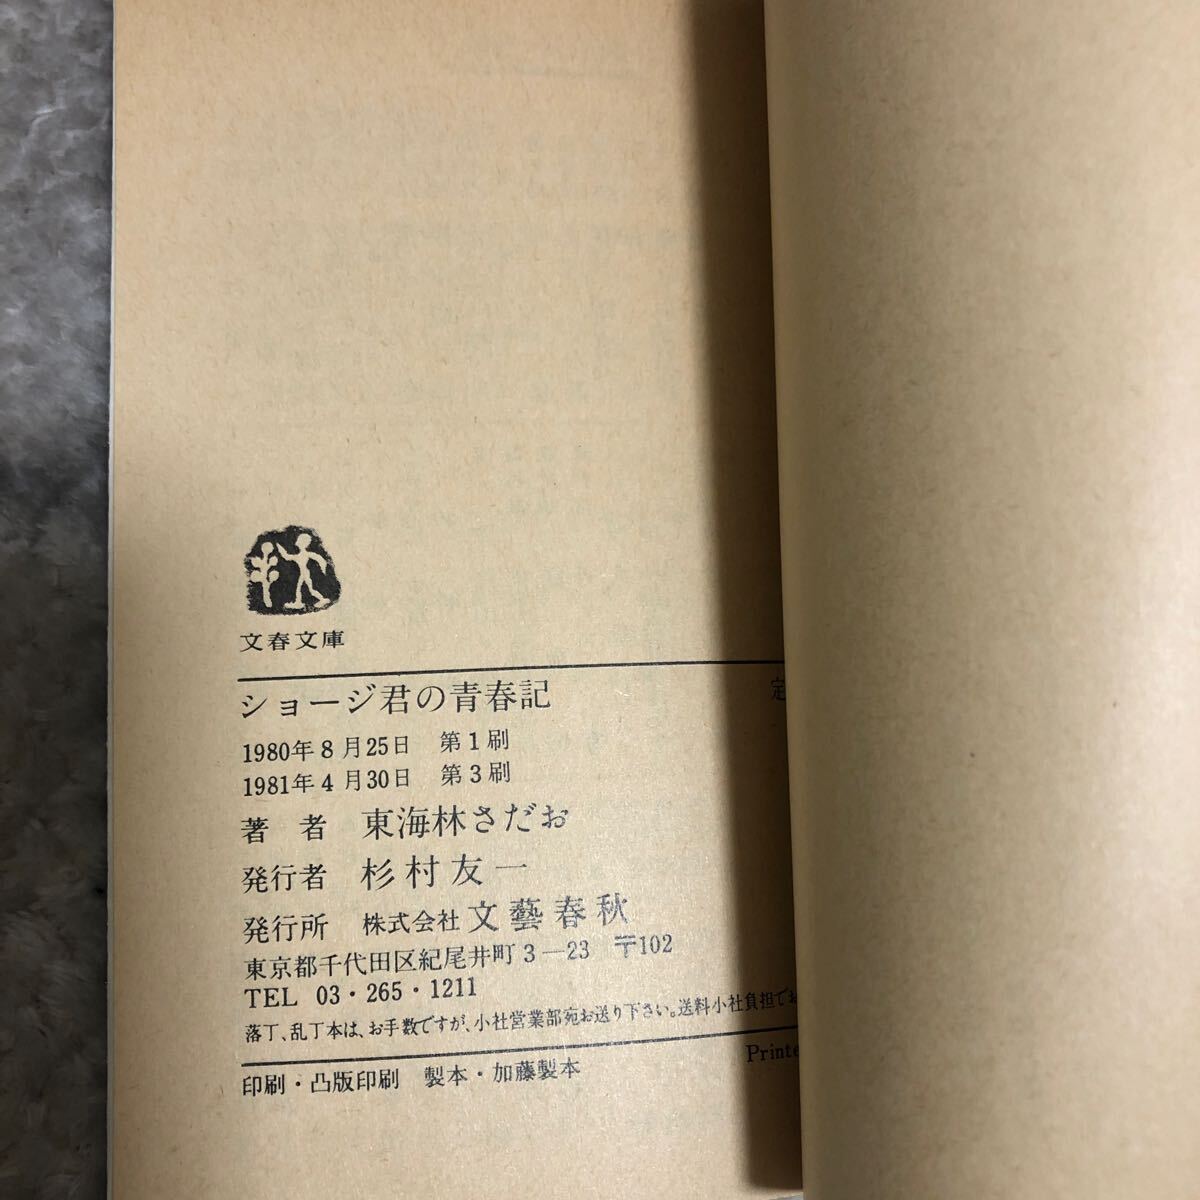 文春文庫
ショージ君の青春記 定
1980年8月25日 第1刷
1981年4月30日 第3刷
著者 東海林さだお
発行者 杉村友一
発行所 株式会社 文藝春秋
東京都千代田区紀尾井町3―23 〒102
TEL 03・265・1211
落丁、乱丁本は、お手数ですが、小社営業部宛お送り下さい。送料小社負担でお
Printe
印刷・凸版印刷 製本・加藤製本